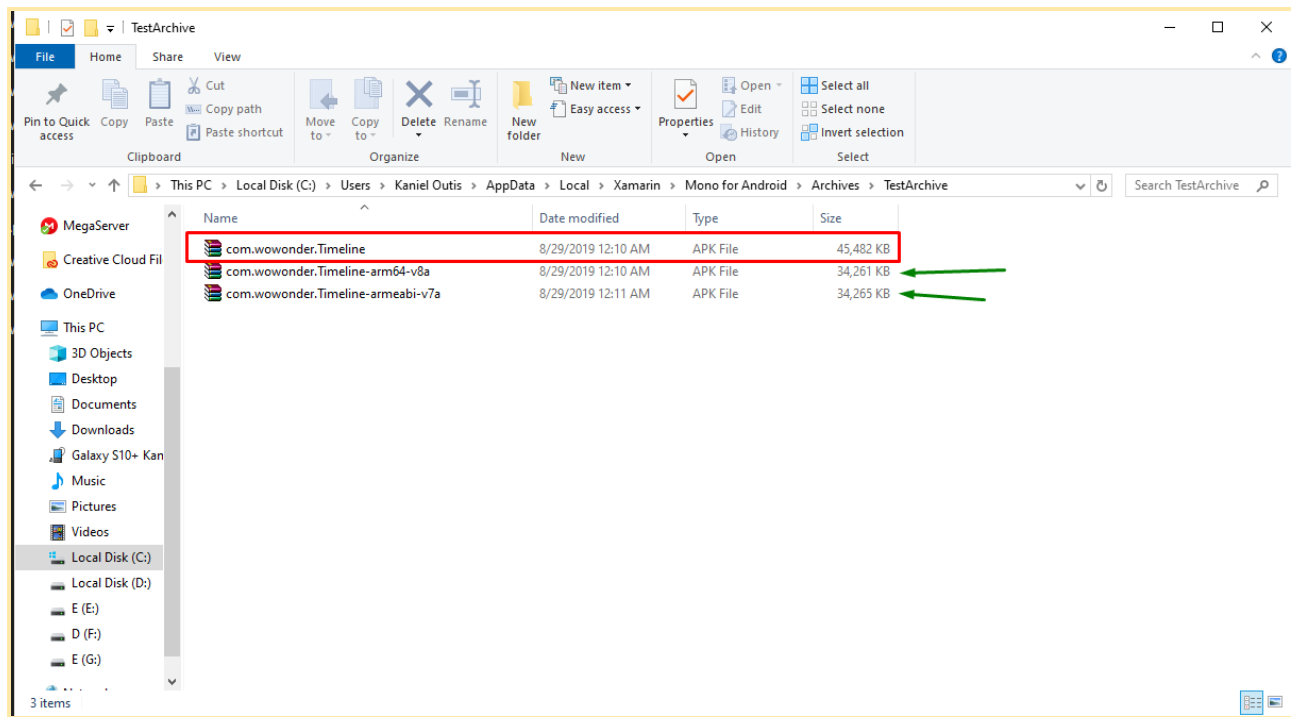 TestArchive
File Home Share View
Pin to Quick access
Copy
Paste
Cut
Copy path
Paste shortcut
Clipboard
Move to
Copy to
Delete
Rename
Organize
New folder
New item
Easy access
New
Properties
Open
Edit
History
Open
Select all
Select none
Invert selection
Select
This PC > Local Disk (C:) > Users > Kaniel Outis > AppData > Local > Xamarin > Mono for Android > Archives > TestArchive
Search TestArchive
Name Date modified Type Size
com.wowonder.Timeline 8/29/2019 12:10 AM APK File 45,482 KB
com.wowonder.Timeline-arm64-v8a 8/29/2019 12:10 AM APK File 34,261 KB
com.wowonder.Timeline-armeabi-v7a 8/29/2019 12:11 AM APK File 34,265 KB
MegaServer
Creative Cloud Fil
OneDrive
This PC
3D Objects
Desktop
Documents
Downloads
Galaxy S10+ Kan
Music
Pictures
Videos
Local Disk (C:)
Local Disk (D:)
E (E:)
D (F:)
E (G:)
3 items